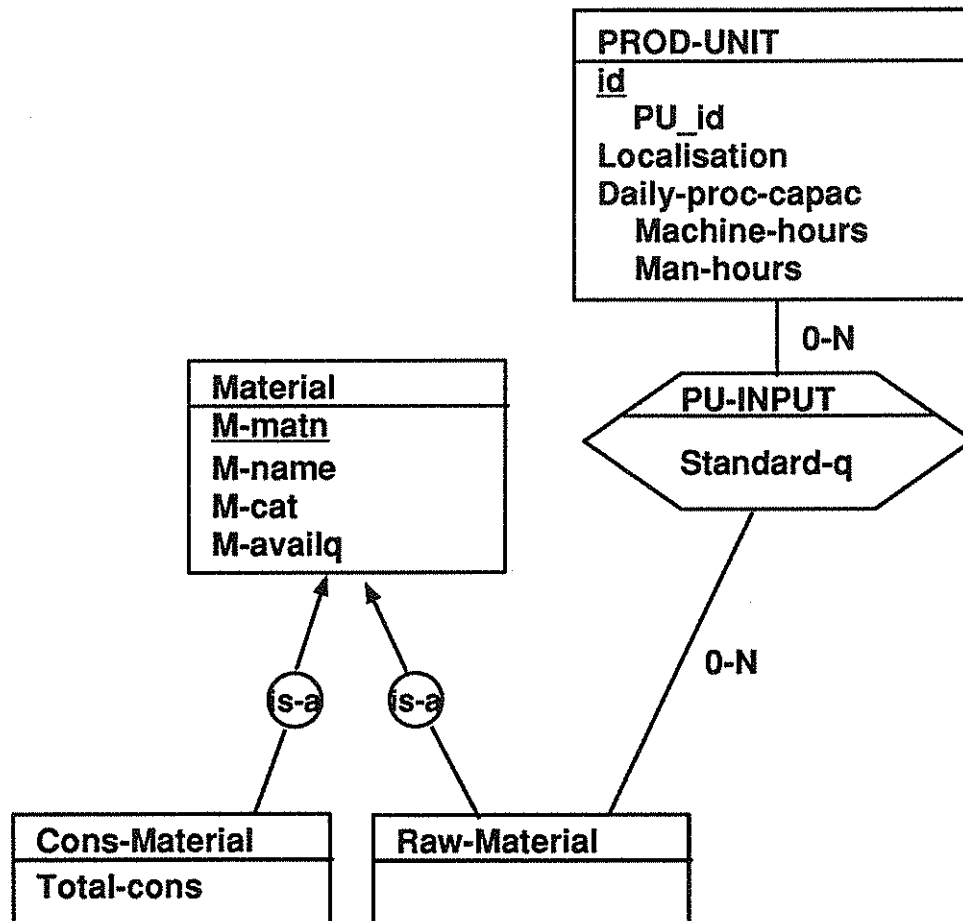 PROD-UNIT
id
PU_id
Localisation
Daily-proc-capac
Machine-hours
Man-hours
0-N
PU-INPUT
Standard-q
Material
M-matn
M-name
M-cat
M-availq
0-N
is-a
is-a
Cons-Material
Total-cons
Raw-Material